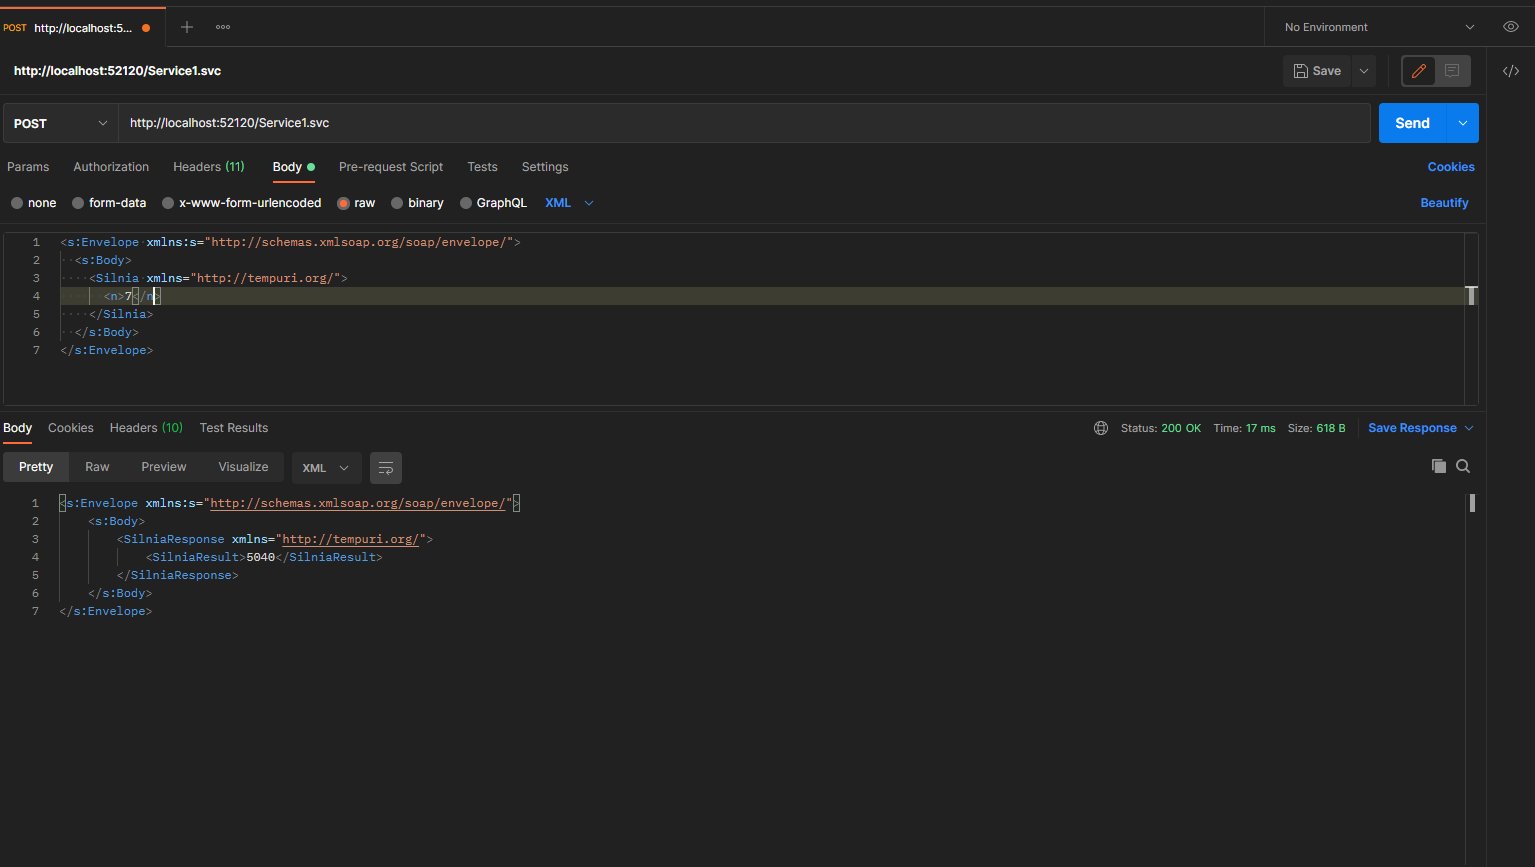 POST http://localhost:5...
No Environment
http://localhost:52120/Service1.svc
Save
POST http://localhost:52120/Service1.svc Send
Params Authorization Headers (11) Body Pre-request Script Tests Settings Cookies
none form-data x-www-form-urlencoded raw binary GraphQL XML Beautify
1 <s:Envelope xmlns:s="http://schemas.xmlsoap.org/soap/envelope/">
2 <s:Body>
3 <Silnia xmlns="http://tempuri.org/">
4 <n>7</n>
5 </Silnia>
6 </s:Body>
7 </s:Envelope>
Body Cookies Headers (10) Test Results Status: 200 OK Time: 17 ms Size: 618 B Save Response
Pretty Raw Preview Visualize XML
1 <s:Envelope xmlns:s="http://schemas.xmlsoap.org/soap/envelope/">
2 <s:Body>
3 <SilniaResponse xmlns="http://tempuri.org/">
4 <SilniaResult>5040</SilniaResult>
5 </SilniaResponse>
6 </s:Body>
7 </s:Envelope>